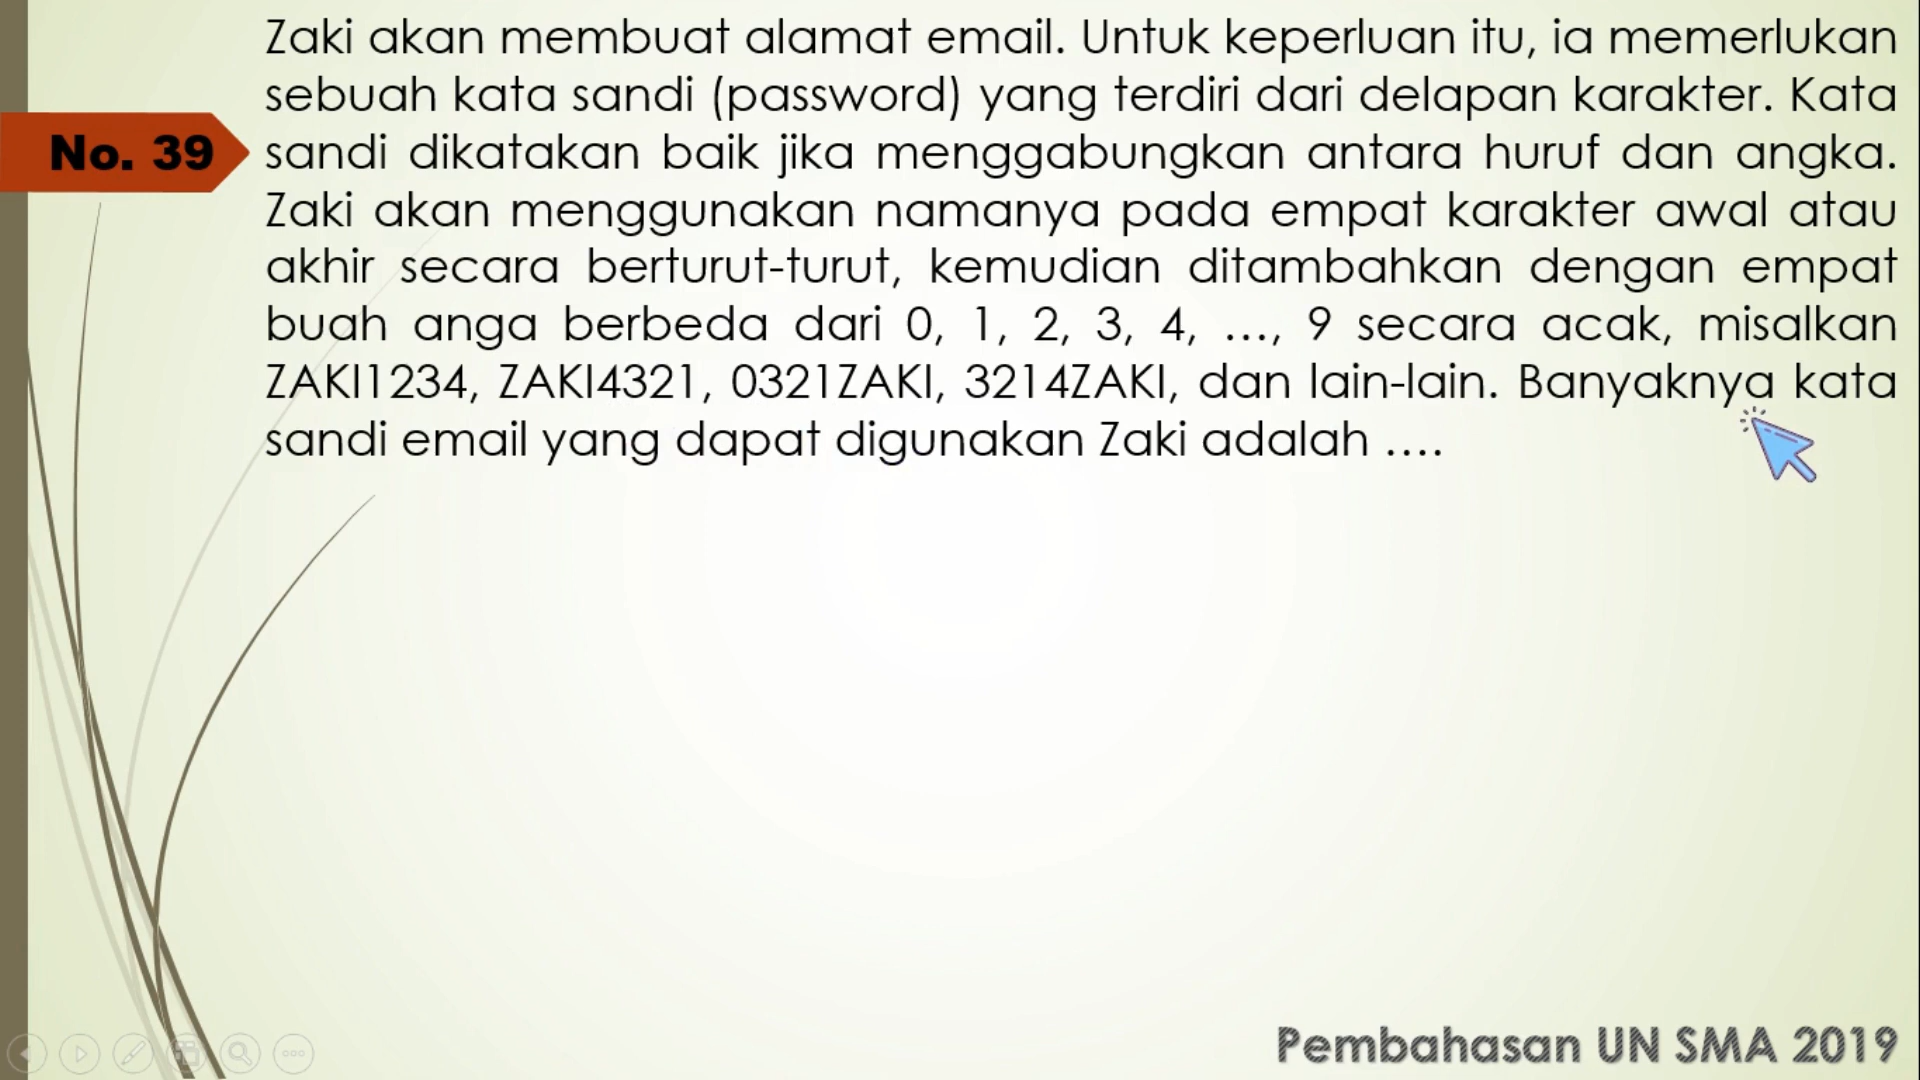 Zaki akan membuat alamat email. Untuk keperluan itu, ia memerlukan
sebuah kata sandi (password) yang terdiri dari delapan karakter. Kata
No. 39
sandi dikatakan baik jika menggabungkan antara huruf dan angka.
Zaki akan menggunakan namanya pada empat karakter awal atau
akhir secara berturut-turut, kemudian ditambahkan dengan empat
buah anga berbeda dari 0, 1, 2, 3, 4, ..., 9 secara acak, misalkan
ZAKI1234, ZAKI4321, 0321ZAKI, 3214ZAKI, dan lain-lain. Banyaknya kata
sandi email yang dapat digunakan Zaki adalah ....
Pembahasan UN SMA 2019